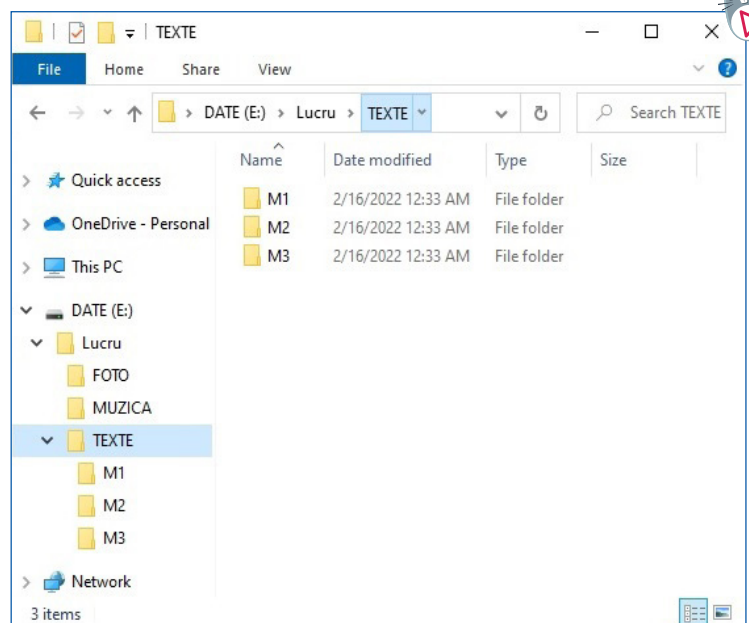 TEXTE
File Home Share View
DATE (E:) > Lucru > TEXTE
Search TEXTE
Quick access
OneDrive - Personal
This PC
DATE (E:)
Lucru
FOTO
MUZICA
TEXTE
M1
M2
M3
Network
Name Date modified Type Size
M1 2/16/2022 12:33 AM File folder
M2 2/16/2022 12:33 AM File folder
M3 2/16/2022 12:33 AM File folder
3 items